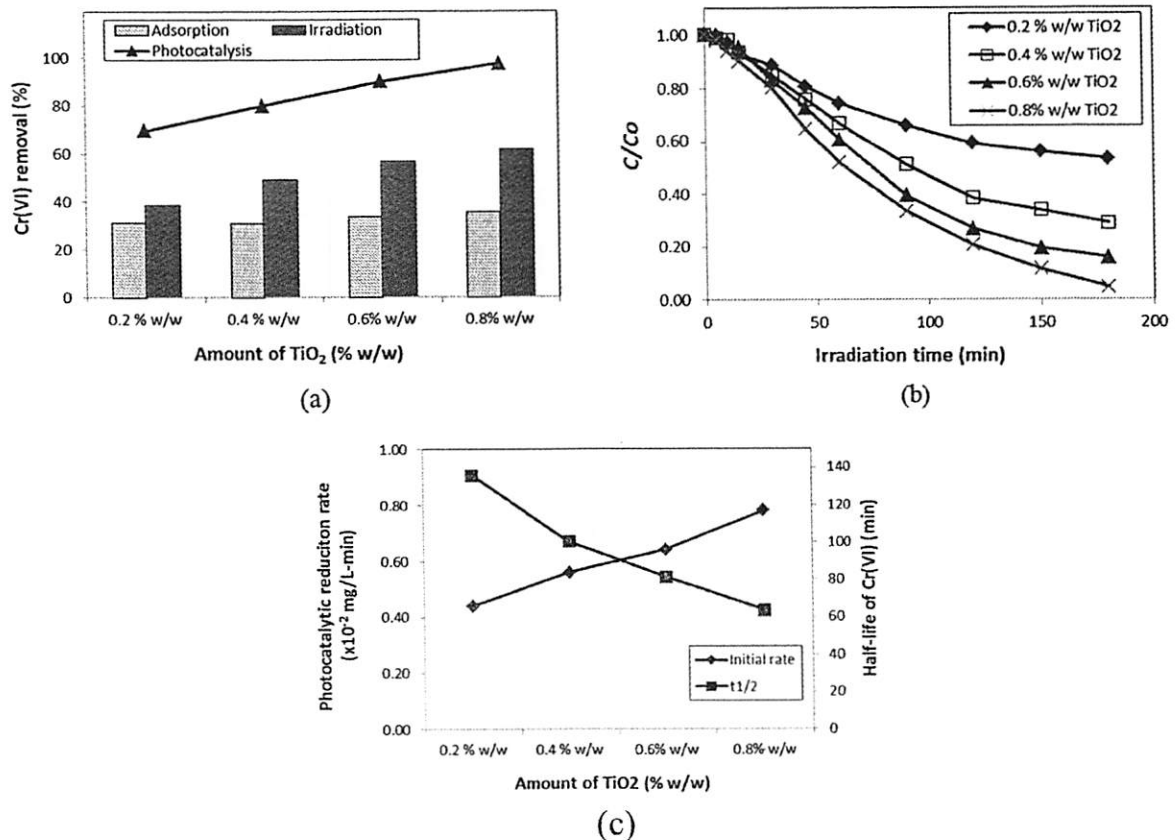 Adsorption Irradiation
Photocatalysis
Cr(VI) removal (%)
100
80
60
40
20
0
0.2 % w/w 0.4 % w/w 0.6% w/w 0.8% w/w
Amount of TiO₂ (% w/w)
(a)
C/Co
1.00
0.80
0.60
0.40
0.20
0.00
0.2 % w/w TiO2
0.4 % w/w TiO2
0.6% w/w TiO2
0.8% w/w TiO2
0 50 100 150 200
Irradiation time (min)
(b)
Photocatalytic reduciton rate
(x10⁻² mg/L-min)
1.00
0.80
0.60
0.40
0.20
0.00
Initial rate
t1/2
140
120
100
80
60
40
20
0
Half-life of Cr(VI) (min)
0.2 % w/w 0.4 % w/w 0.6% w/w 0.8% w/w
Amount of TiO2 (% w/w)
(c)